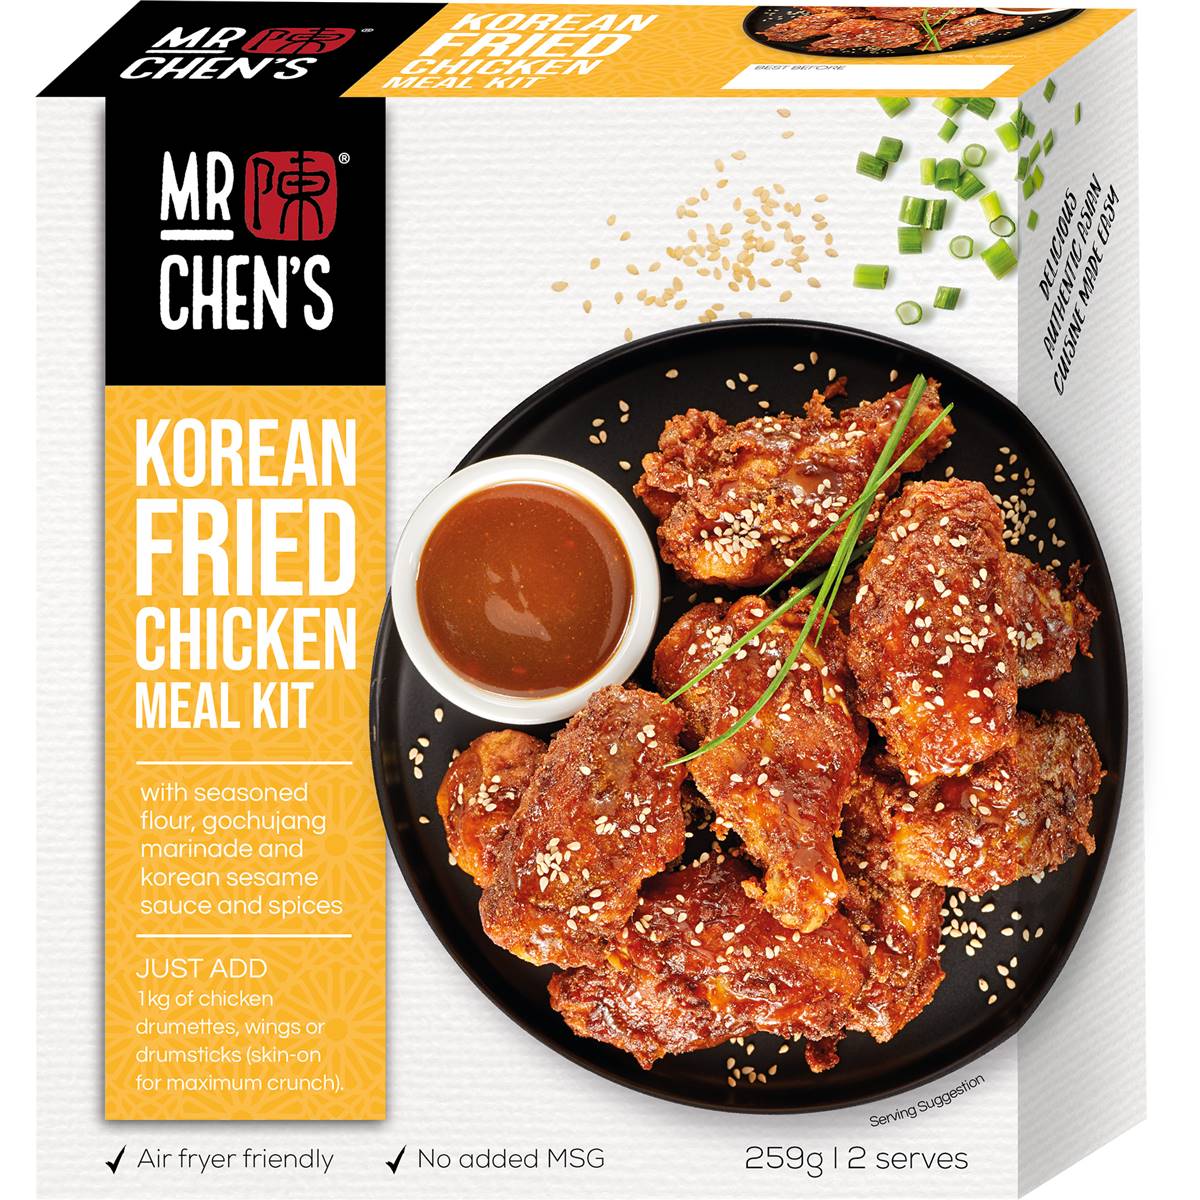 MR 陳®
CHEN'S
KOREAN
FRIED
CHICKEN
MEAL KIT
BEST BEFORE
MR 陳®
CHEN'S
KOREAN
FRIED
CHICKEN
MEAL KIT
with seasoned
flour, gochujang
marinade and
korean sesame
sauce and spices
JUST ADD
1kg of chicken
drumettes, wings or
drumsticks (skin-on
for maximum crunch).
DELICIOUS
AUTHENTIC ASIAN
CUISINE MADE EASY
Serving Suggestion
✓ Air fryer friendly
✓ No added MSG
259g | 2 serves